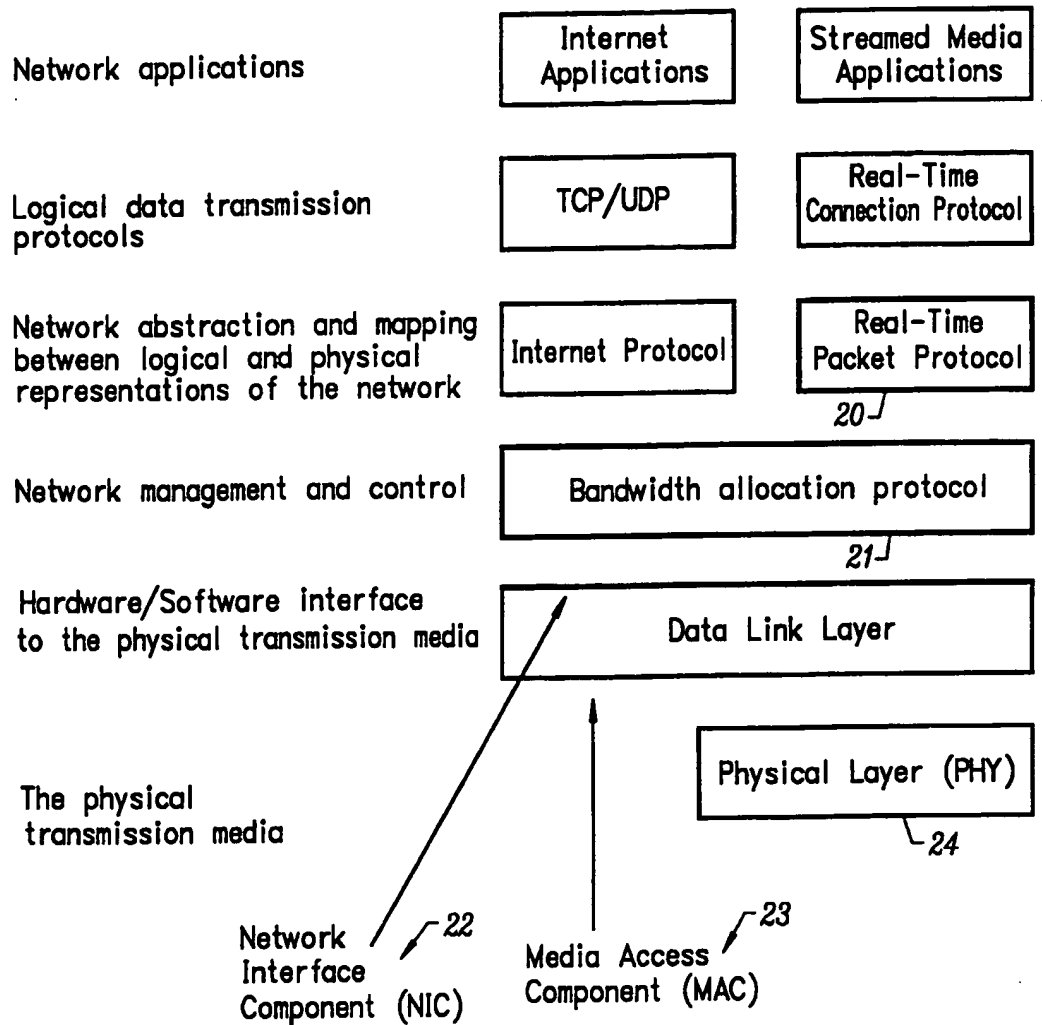 Network applications
Internet
Applications
Streamed Media
Applications
Logical data transmission
protocols
TCP/UDP
Real-Time
Connection Protocol
Network abstraction and mapping
between logical and physical
representations of the network
Internet Protocol
Real-Time
Packet Protocol
20
Network management and control
Bandwidth allocation protocol
21
Hardware/Software interface
to the physical transmission media
Data Link Layer
The physical
transmission media
Physical Layer (PHY)
24
Network
Interface
Component (NIC)
22
Media Access
Component (MAC)
23